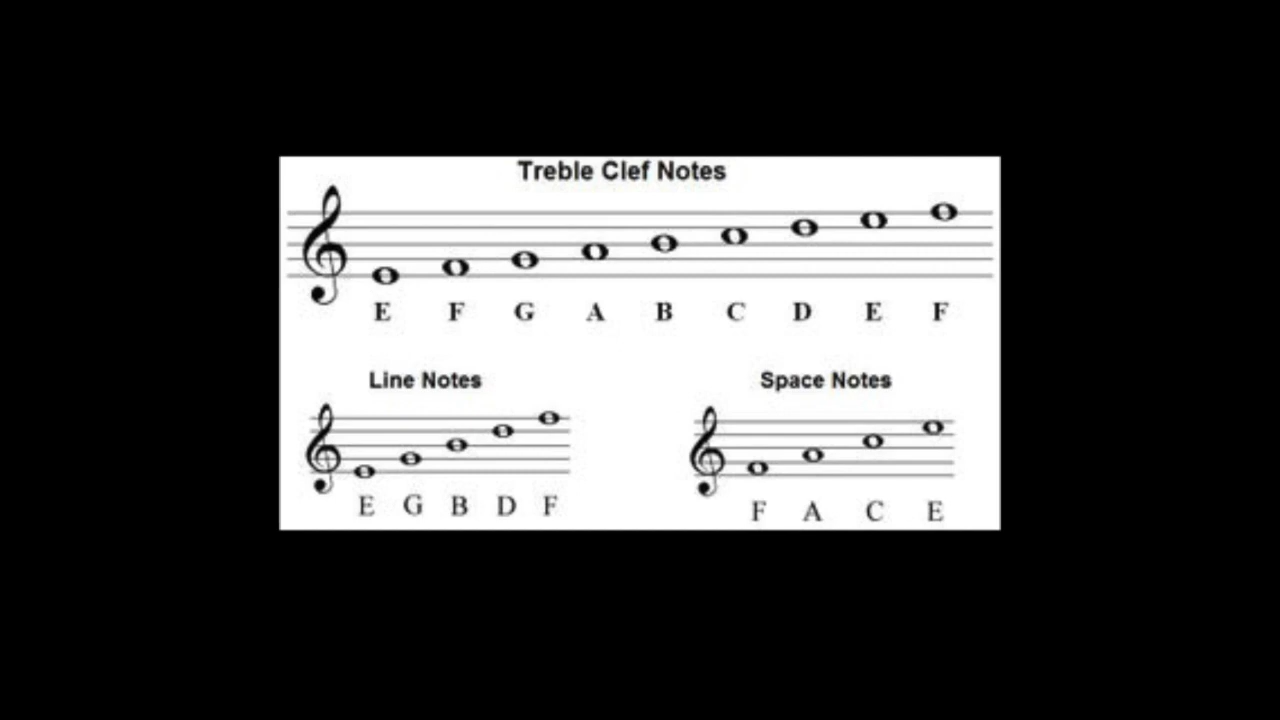 Treble Clef Notes
E F G A B C D E F
Line Notes
E G B D F
Space Notes
F A C E